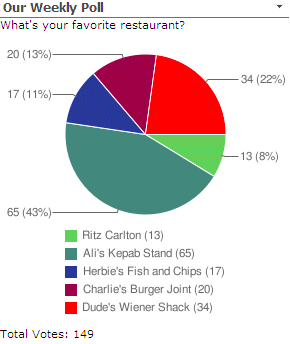 Our Weekly Poll
What's your favorite restaurant?
20 (13%)
34 (22%)
17 (11%)
13 (8%)
65 (43%)
Ritz Carlton (13)
Ali's Kepab Stand (65)
Herbie's Fish and Chips (17)
Charlie's Burger Joint (20)
Dude's Wiener Shack (34)
Total Votes: 149